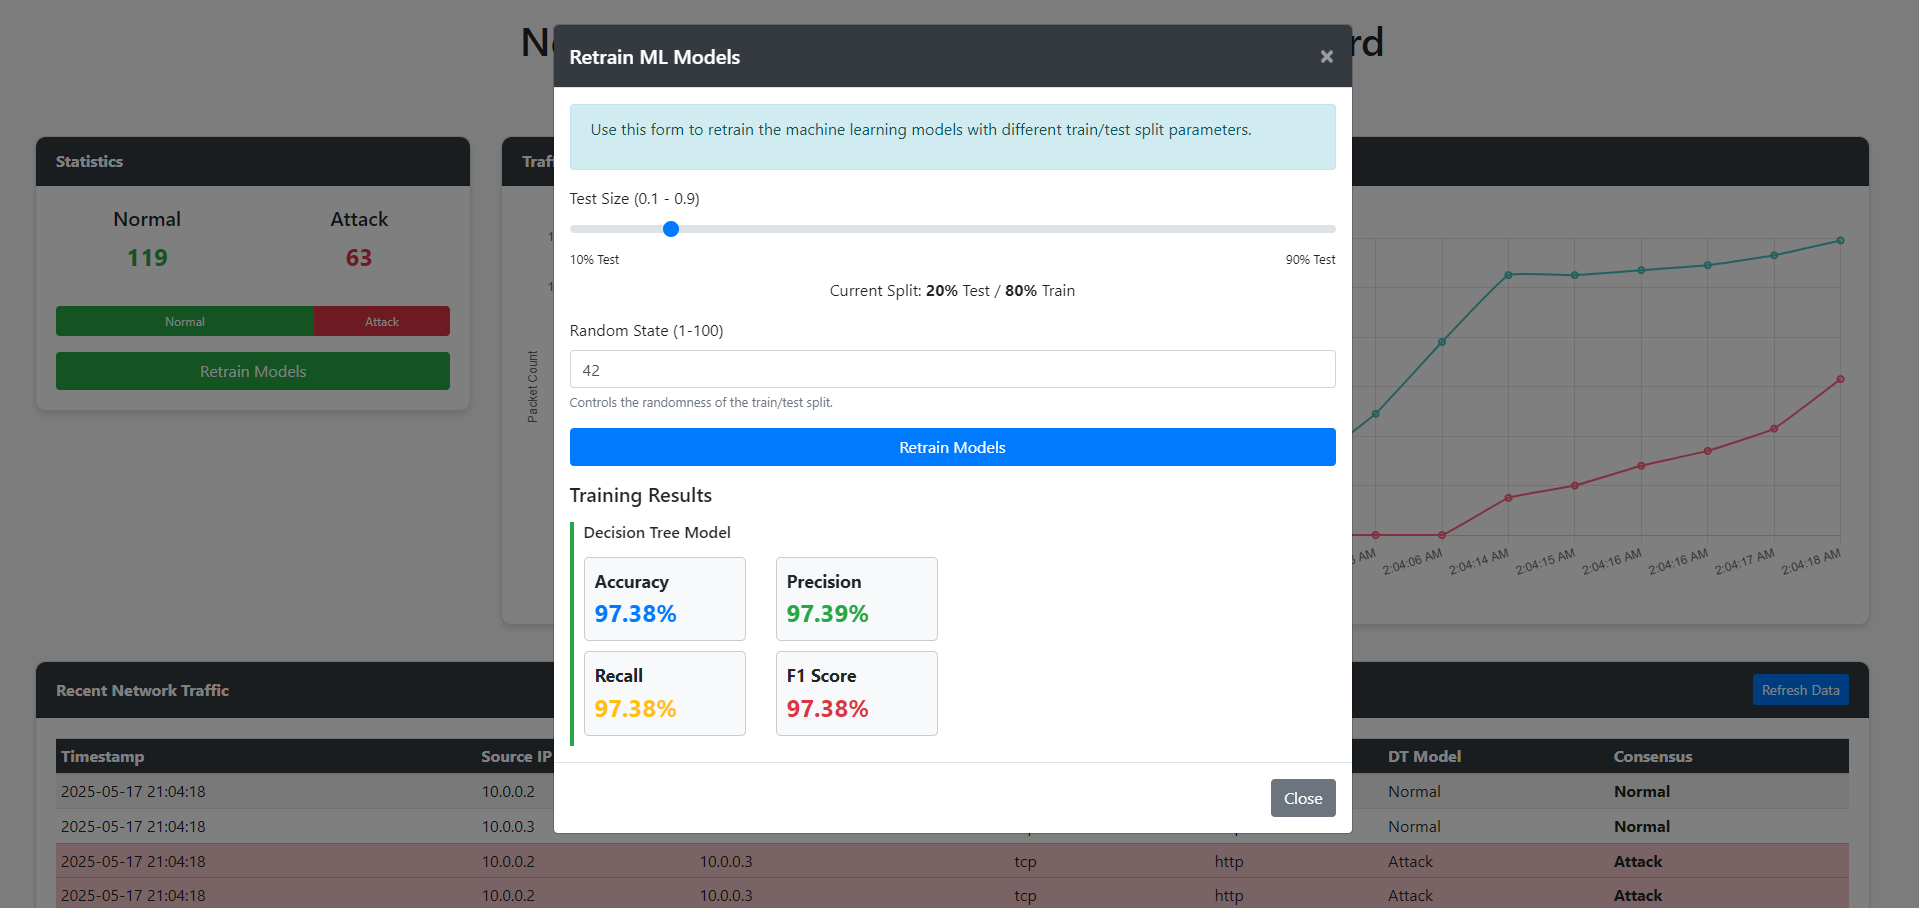 Retrain ML Models
×
Use this form to retrain the machine learning models with different train/test split parameters.
Test Size (0.1 - 0.9)
10% Test
90% Test
Current Split: 20% Test / 80% Train
Random State (1-100)
42
Controls the randomness of the train/test split.
Retrain Models
Training Results
Decision Tree Model
Accuracy
97.38%
Precision
97.39%
Recall
97.38%
F1 Score
97.38%
Close
Statistics
Normal
Attack
119
63
Normal
Attack
Retrain Models
Packet Count
2:04:06 AM
2:04:14 AM
2:04:15 AM
2:04:16 AM
2:04:16 AM
2:04:17 AM
2:04:18 AM
Recent Network Traffic
Refresh Data
Timestamp Source IP DT Model Consensus
2025-05-17 21:04:18 10.0.0.2 Normal Normal
2025-05-17 21:04:18 10.0.0.3 Normal Normal
2025-05-17 21:04:18 10.0.0.2 10.0.0.3 tcp http Attack Attack
2025-05-17 21:04:18 10.0.0.2 10.0.0.3 tcp http Attack Attack